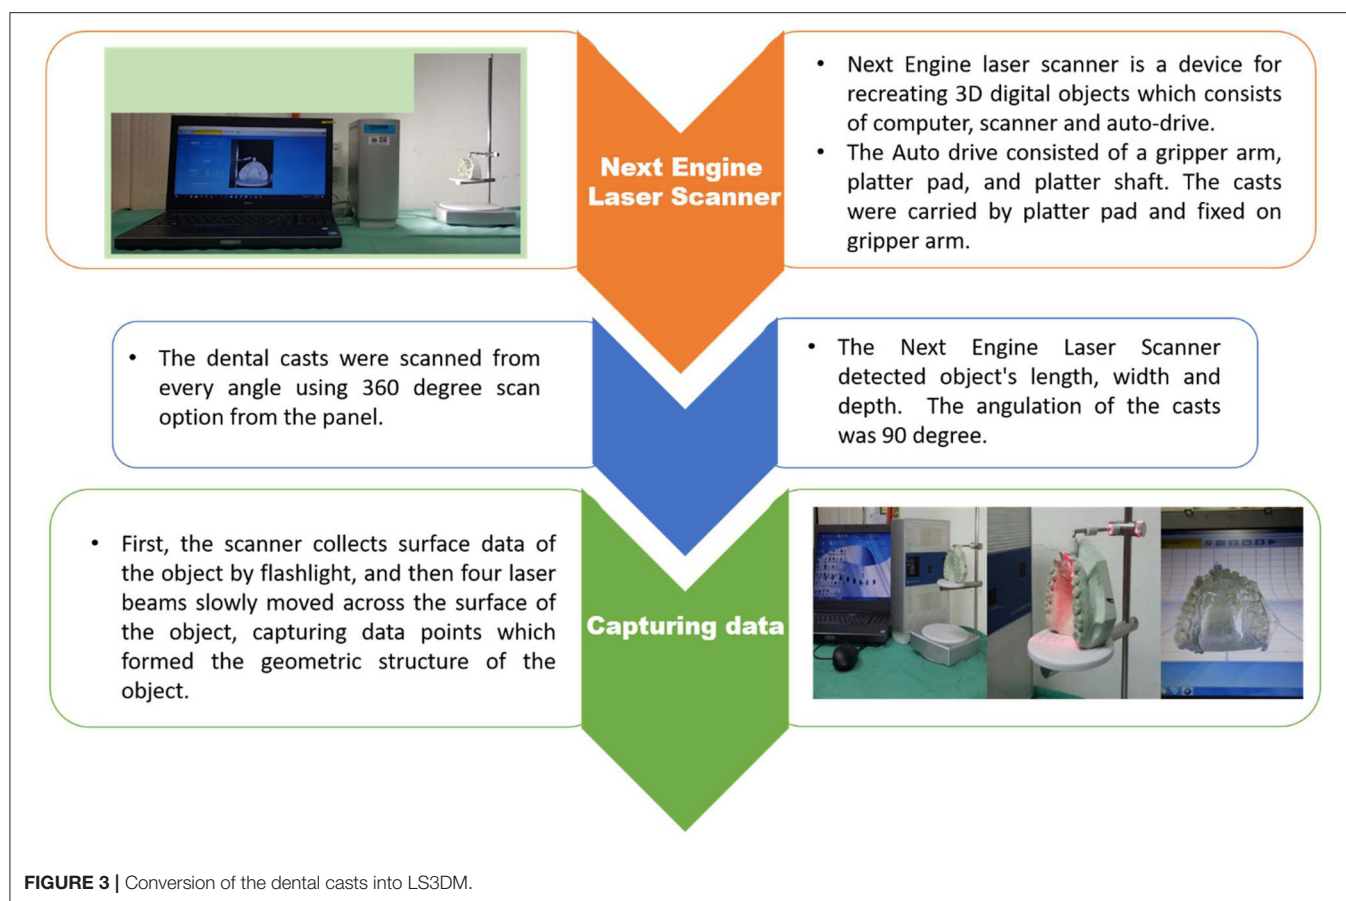 Next Engine
Laser Scanner
• Next Engine laser scanner is a device for
recreating 3D digital objects which consists
of computer, scanner and auto-drive.
• The Auto drive consisted of a gripper arm,
platter pad, and platter shaft. The casts
were carried by platter pad and fixed on
gripper arm.
• The dental casts were scanned from
every angle using 360 degree scan
option from the panel.
• The Next Engine Laser Scanner
detected object's length, width and
depth. The angulation of the casts
was 90 degree.
• First, the scanner collects surface data of
the object by flashlight, and then four laser
beams slowly moved across the surface of
the object, capturing data points which
formed the geometric structure of the
object.
Capturing data
FIGURE 3 | Conversion of the dental casts into LS3DM.